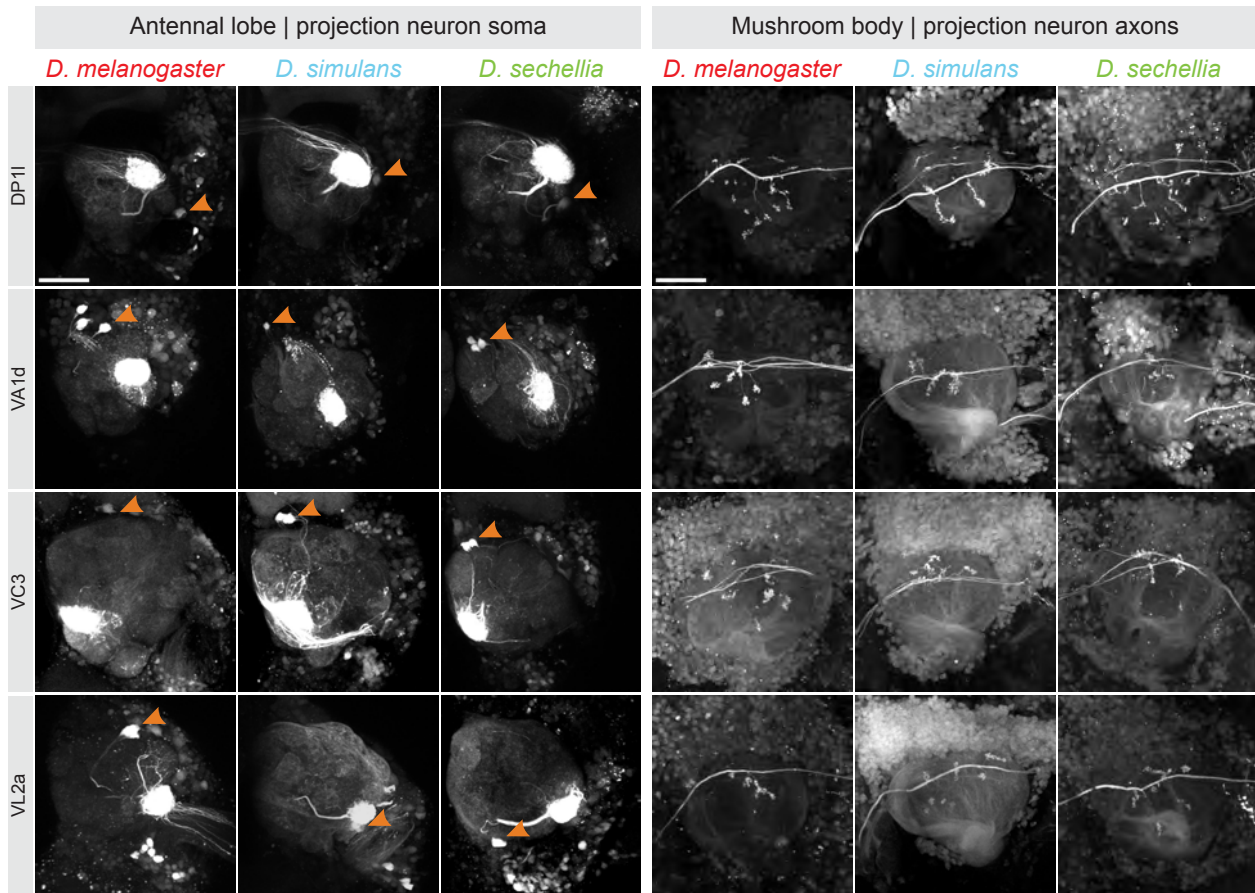 Antennal lobe | projection neuron soma
Mushroom body | projection neuron axons
D. melanogaster D. simulans D. sechellia D. melanogaster D. simulans D. sechellia
DP1l
VA1d
VC3
VL2a